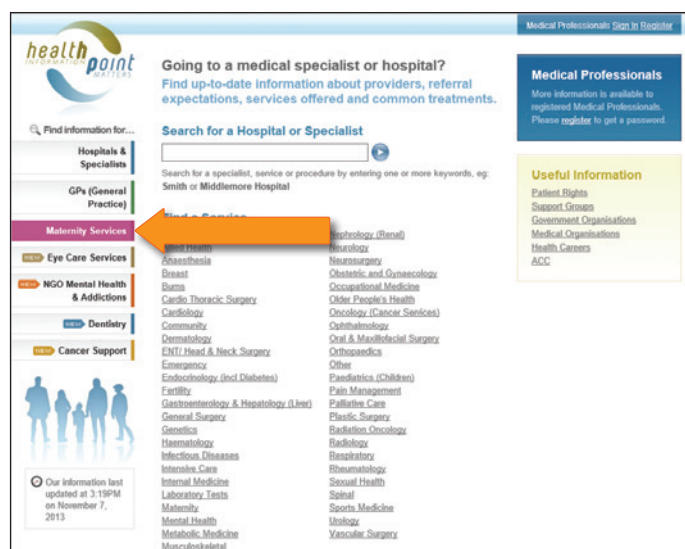 Medical Professionals Sign In Register
health
INFORMATION point
MATTERS
Find information for...
Hospitals &
Specialists
GPs (General
Practice)
Maternity Services
NEW Eye Care Services
NEW NGO Mental Health
& Addictions
NEW Dentistry
NEW Cancer Support
Our information last
updated at 3:19PM
on November 7,
2013
Going to a medical specialist or hospital?
Find up-to-date information about providers, referral
expectations, services offered and common treatments.
Search for a Hospital or Specialist
Search for a specialist, service or procedure by entering one or more keywords, eg:
Smith or Middlemore Hospital
Find a Service
Allied Health
Anaesthesia
Breast
Burns
Cardio Thoracic Surgery
Cardiology
Community
Dermatology
ENT/ Head & Neck Surgery
Emergency
Endocrinology (incl Diabetes)
Fertility
Gastroenterology & Hepatology (Liver)
General Surgery
Genetics
Haematology
Infectious Diseases
Intensive Care
Internal Medicine
Laboratory Tests
Maternity
Mental Health
Metabolic Medicine
Musculoskeletal
Nephrology (Renal)
Neurology
Neurosurgery
Obstetric and Gynaecology
Occupational Medicine
Older People's Health
Oncology (Cancer Services)
Ophthalmology
Oral & Maxillofacial Surgery
Orthopaedics
Other
Paediatrics (Children)
Pain Management
Palliative Care
Plastic Surgery
Radiation Oncology
Radiology
Respiratory
Rheumatology
Sexual Health
Spinal
Sports Medicine
Urology
Vascular Surgery
Medical Professionals
More information is available to
registered Medical Professionals.
Please register to get a password.
Useful Information
Patient Rights
Support Groups
Government Organisations
Medical Organisations
Health Careers
ACC